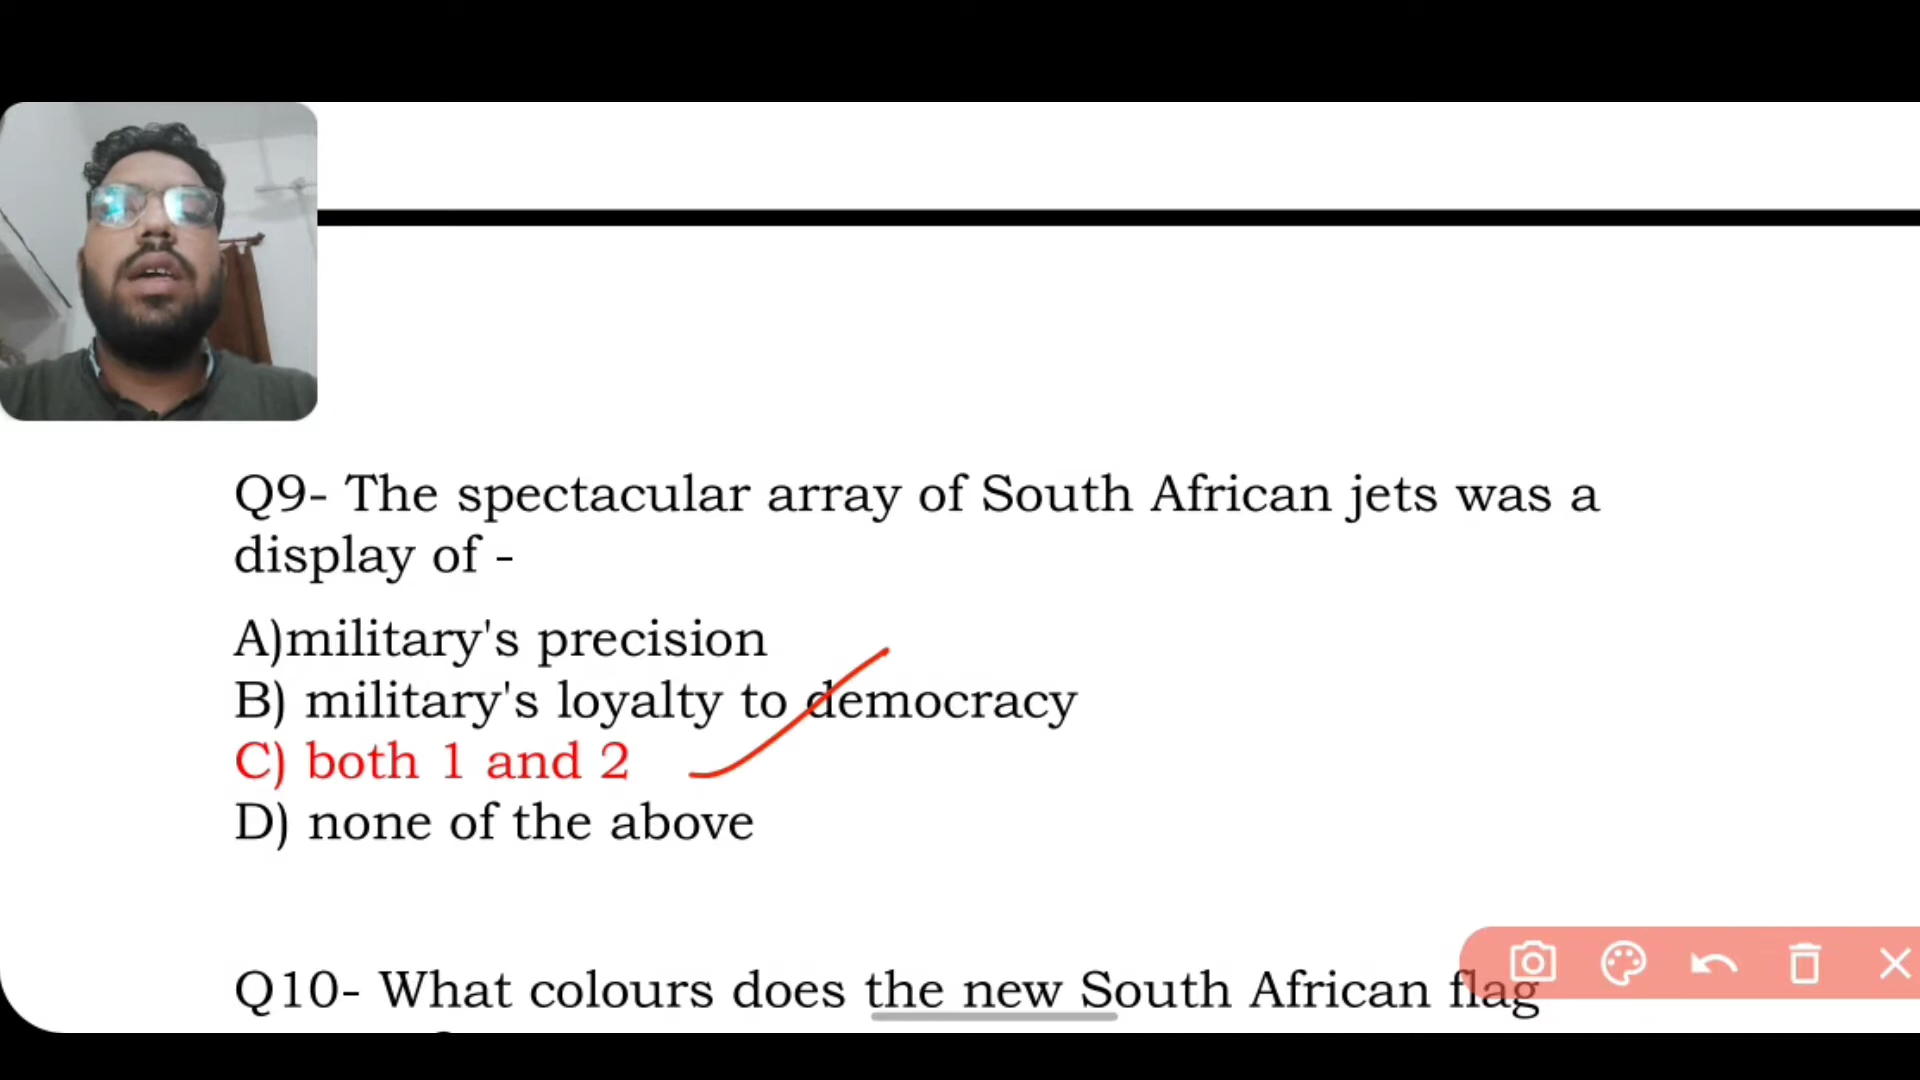 Q9- The spectacular array of South African jets was a
display of -
A)military's precision
B) military's loyalty to democracy
C) both 1 and 2
D) none of the above
Q10- What colours does the new South African flag